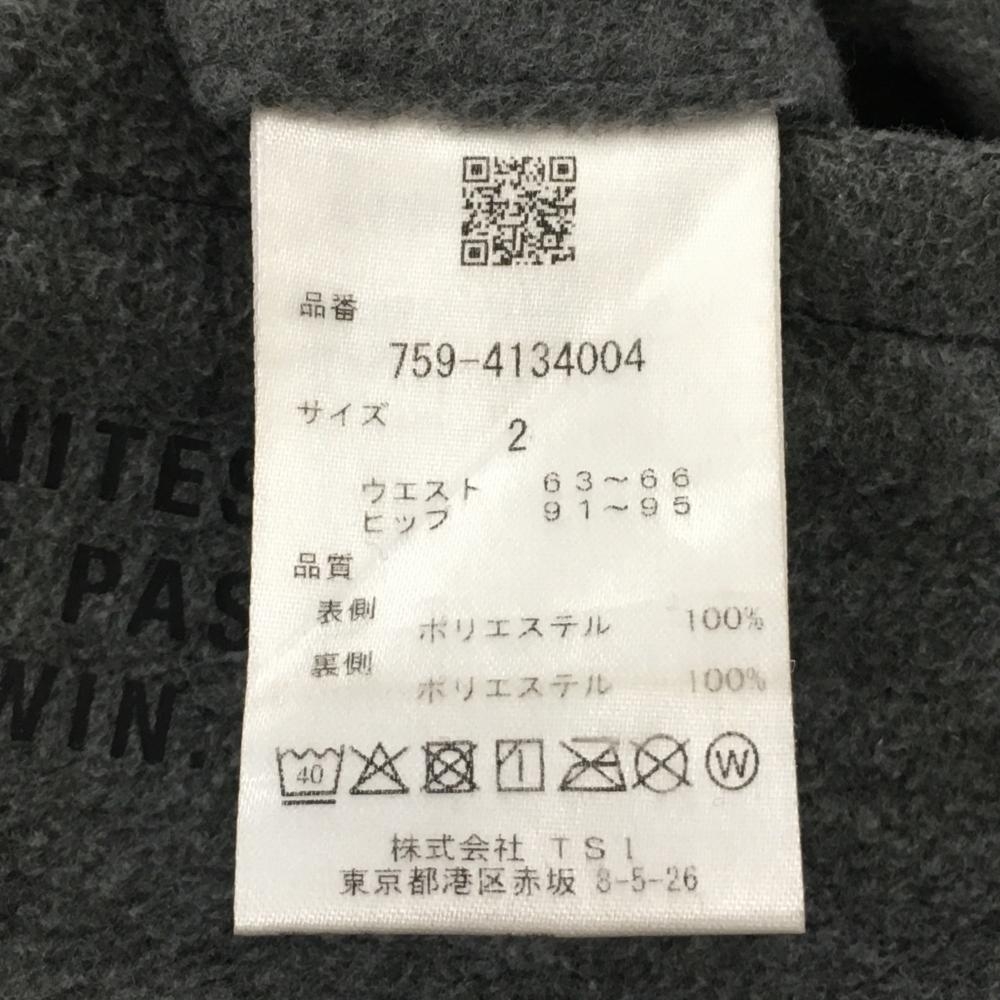 品番
759-4134004
サイズ
2
ウエスト 63～66
ヒップ 91～95
品質
表側 ポリエステル 100%
裏側 ポリエステル 100%
40
W
株式会社 TSI
東京都港区赤坂 8-5-26
NITES
PAS
WIN.